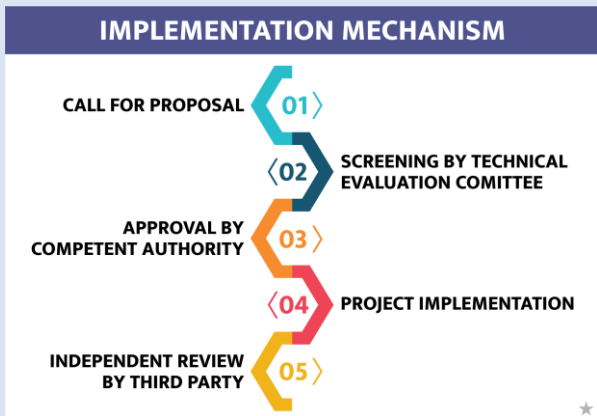 IMPLEMENTATION MECHANISM
CALL FOR PROPOSAL
01
02
SCREENING BY TECHNICAL
EVALUATION COMITTEE
APPROVAL BY
COMPETENT AUTHORITY
03
04
PROJECT IMPLEMENTATION
INDEPENDENT REVIEW
BY THIRD PARTY
05